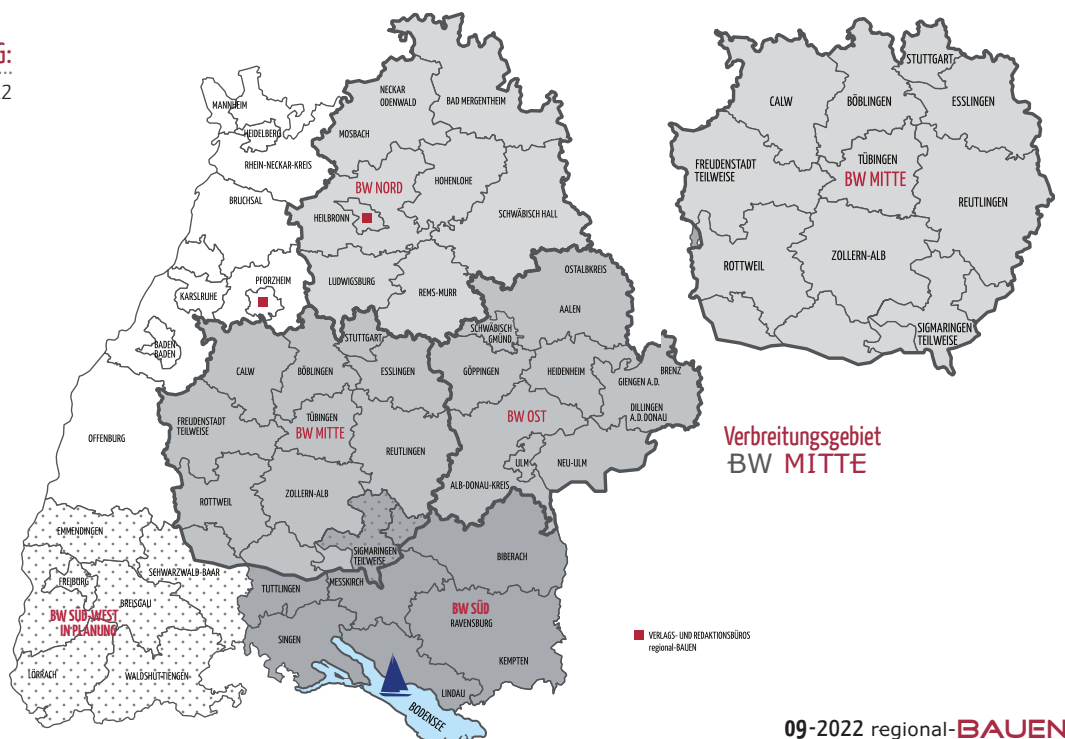 G:
2
MANNHEIM
HEIDELBERG
RHEIN-NECKAR-KREIS
BRUCHSAL
KARLSRUHE
PFORZHEIM
BADEN
BADEN
OFFENBURG
NECKAR
ODENWALD
BAD MERGENTHEIM
MOSBACH
BW NORD
HOHENLOHE
HEILBRONN
SCHWÄBISCH HALL
LUDWIGSBURG
REMS-MURR
OSTALBKREIS
AALEN
SCHWÄBISCH
GMÜND
GÖPPINGEN
HEIDENHEIM
BRENZ
GIENGEN A.D.
DILLINGEN
A.D. DONAU
BW OST
ULM
NEU-ULM
ALB-DONAU-KREIS
STUTTGART
CALW
BÖBLINGEN
ESSLINGEN
FREUDENSTADT
TEILWEISE
TÜBINGEN
BW MITTE
REUTLINGEN
ROTTWEIL
ZOLLERN-ALB
SIGMARINGEN
TEILWEISE
EMMENDINGEN
FREIBURG
SCHWARZWALD-BAAR
BREISGAU
BW SÜD-WEST
IN PLANUNG
LÖRRACH
WALDSHUT-TIENGEN
TUTTLINGEN
MESSKIRCH
BIBERACH
BW SÜD
RAVENSBURG
SINGEN
KEMPTEN
LINDAU
BODENSEE
STUTTGART
CALW
BÖBLINGEN
ESSLINGEN
FREUDENSTADT
TEILWEISE
TÜBINGEN
BW MITTE
REUTLINGEN
ROTTWEIL
ZOLLERN-ALB
SIGMARINGEN
TEILWEISE
Verbreitungsgebiet
BW MITTE
VERLAGS- UND REDAKTIONSBÜROS
regional-BAUEN
09-2022 regional-BAUEN